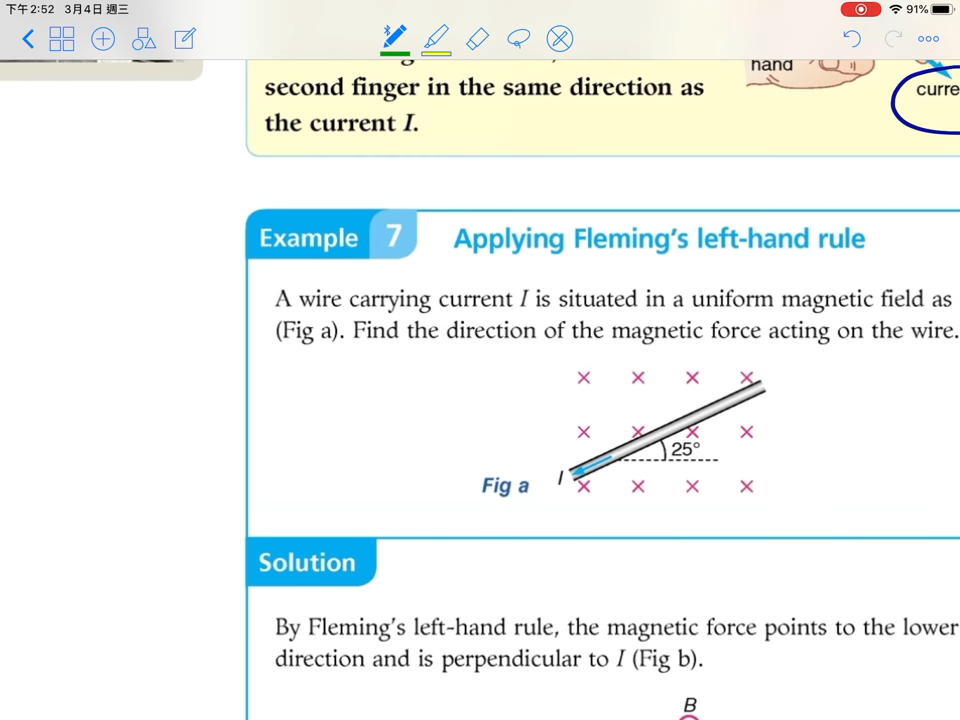 下午2:52 3月4日 週三
91%
hand
second finger in the same direction as
curre
the current I.
Example 7 Applying Fleming's left-hand rule
A wire carrying current I is situated in a uniform magnetic field as
(Fig a). Find the direction of the magnetic force acting on the wire.
25°
I
Fig a
Solution
By Fleming's left-hand rule, the magnetic force points to the lower
direction and is perpendicular to I (Fig b).
B